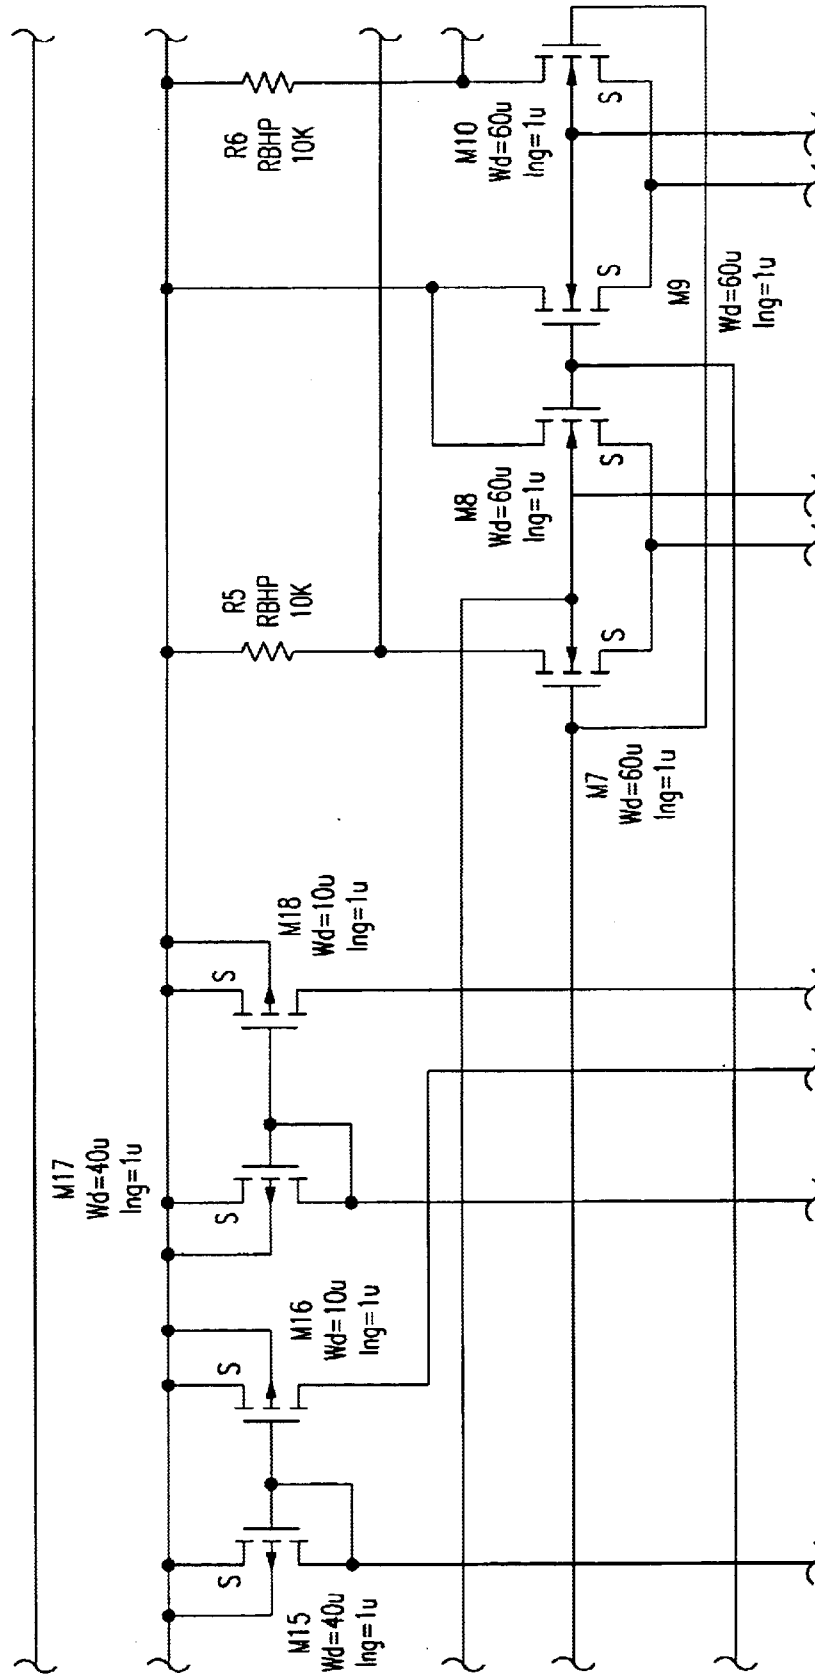 R6
RBHP
10K
M10
Wd=60u
lng=1u
S
S
M9
Wd=60u
lng=1u
M8
Wd=60u
lng=1u
S
R5
RBHP
10K
S
M7
Wd=60u
lng=1u
M18
Wd=10u
lng=1u
S
M17
Wd=40u
lng=1u
S
M16
Wd=10u
lng=1u
S
S
M15
Wd=40u
lng=1u